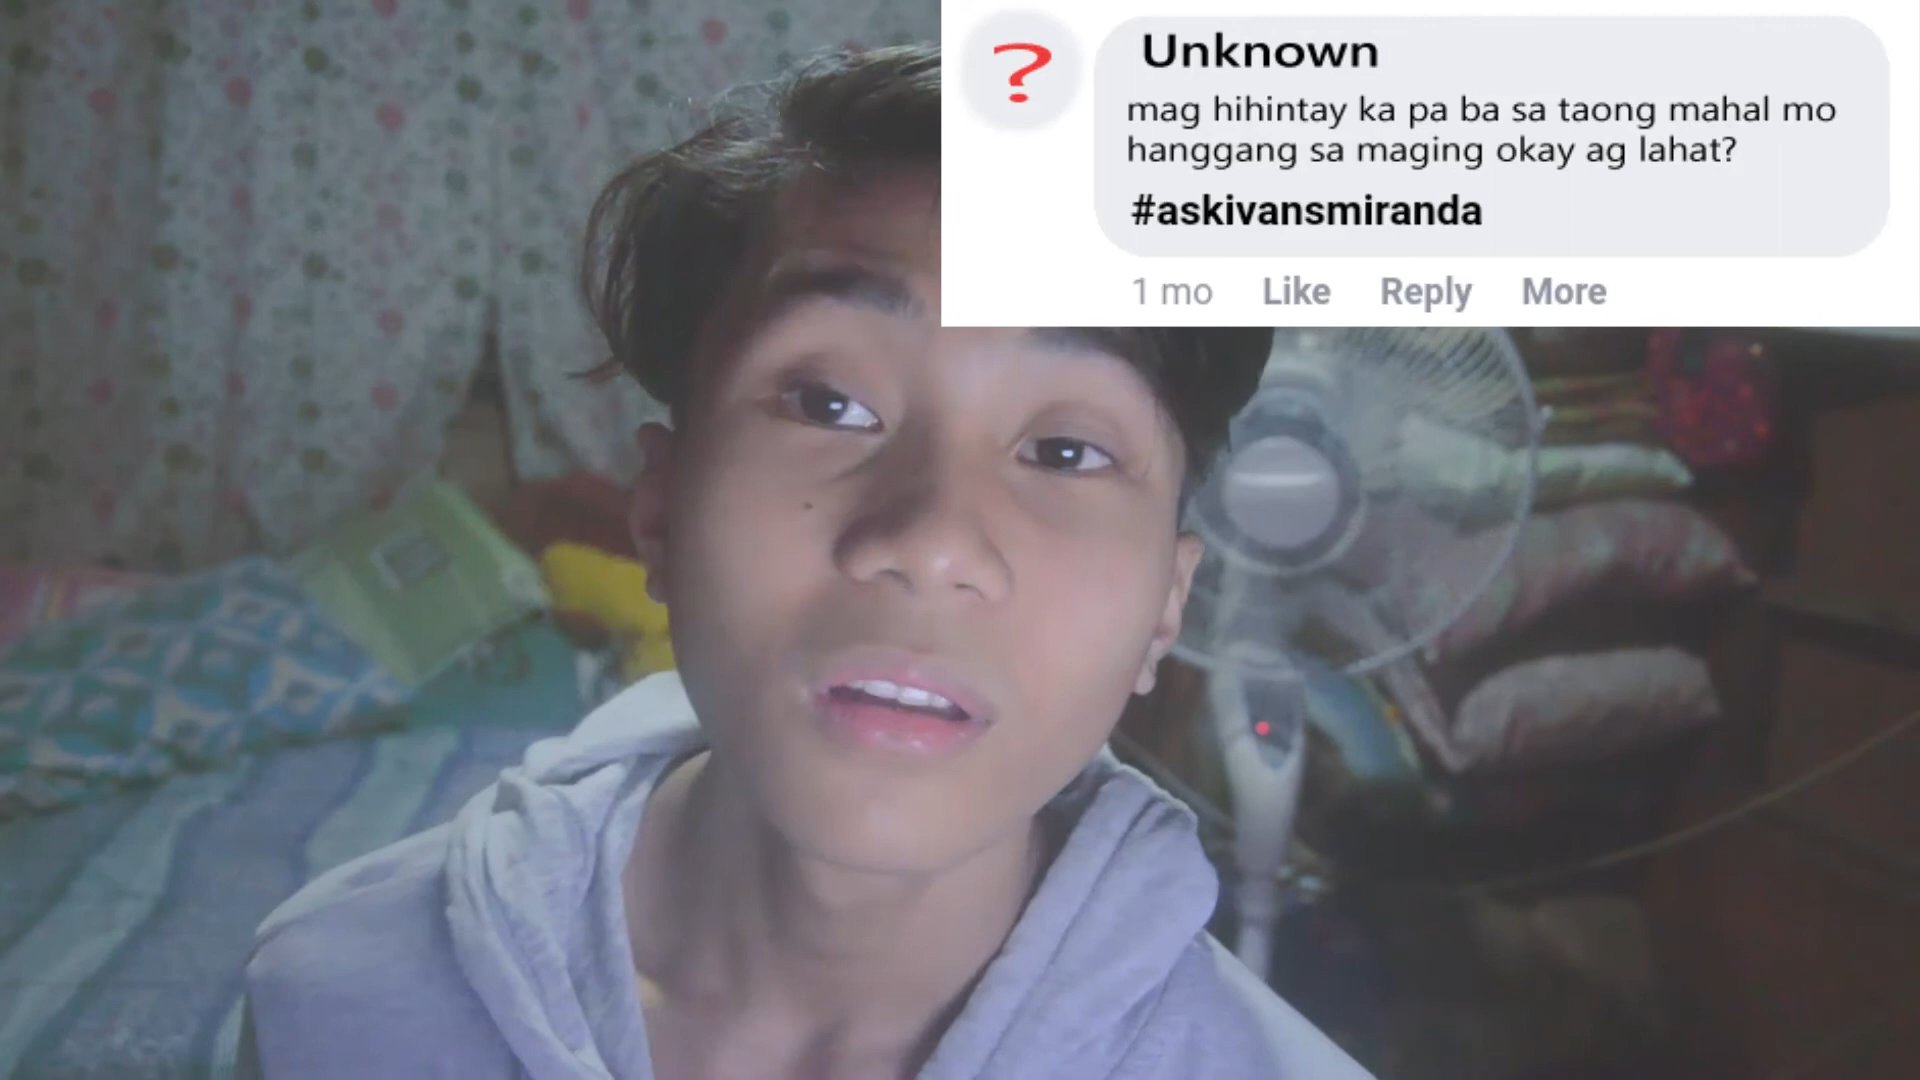 ?
Unknown
mag hihintay ka pa ba sa taong mahal mo
hanggang sa maging okay ag lahat?
#askivansmiranda
1 mo Like Reply More